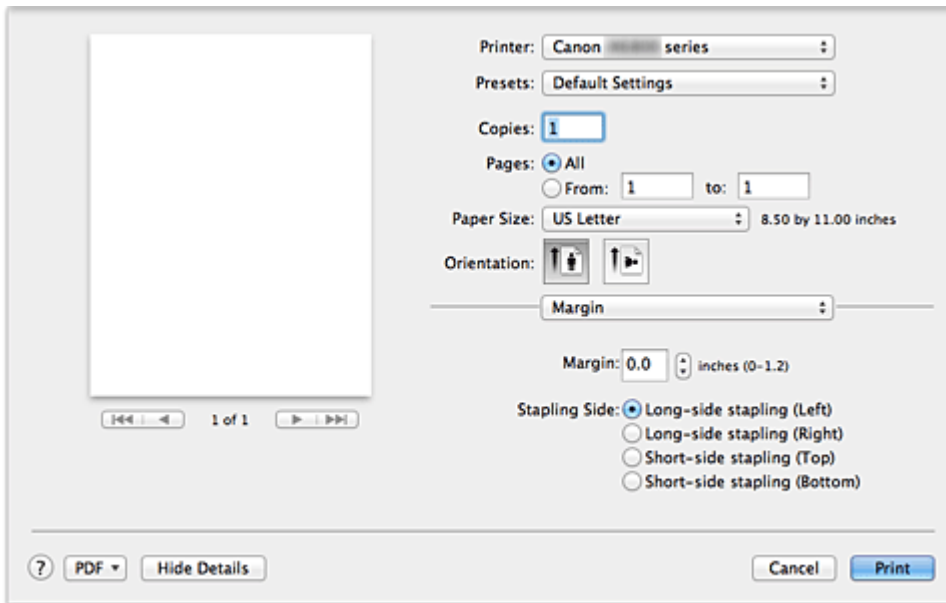 Printer: Canon series
Presets: Default Settings
Copies: 1
Pages: All
From: 1 to: 1
Paper Size: US Letter 8.50 by 11.00 inches
Orientation:
Margin
Margin: 0.0 inches (0-1.2)
1 of 1
Stapling Side: Long-side stapling (Left)
Long-side stapling (Right)
Short-side stapling (Top)
Short-side stapling (Bottom)
? PDF Hide Details Cancel Print